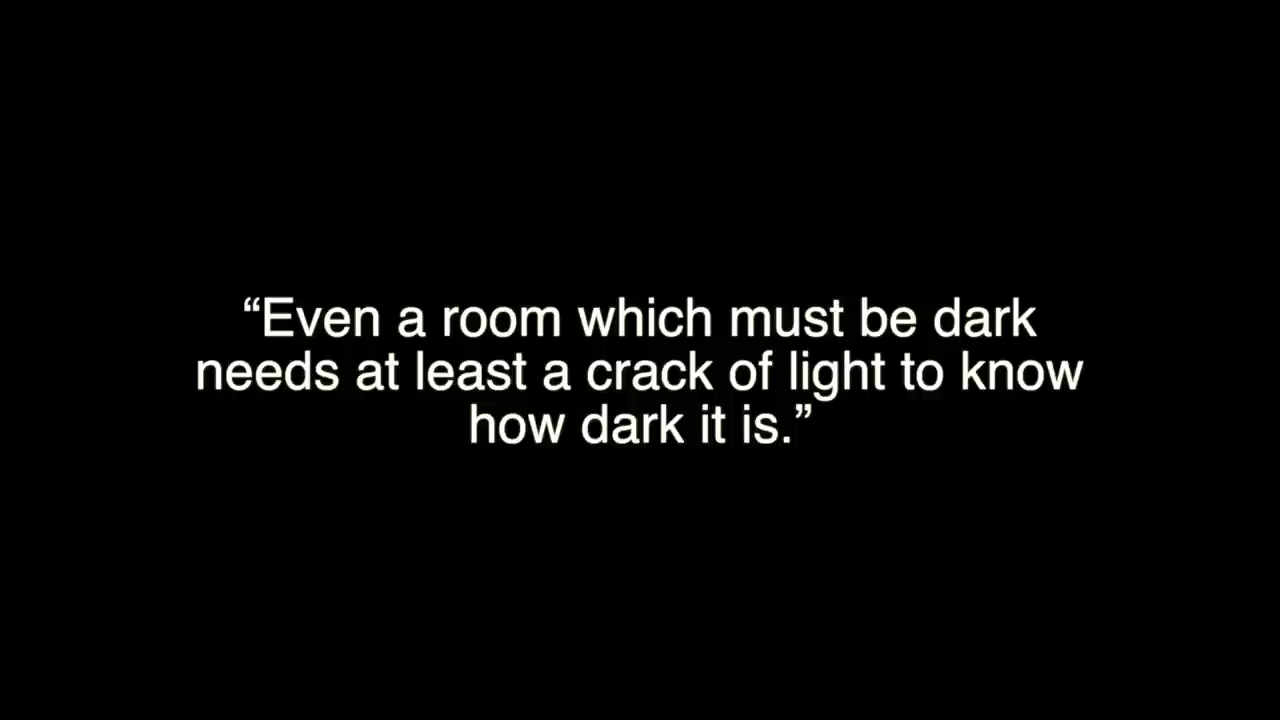 “Even a room which must be dark
needs at least a crack of light to know
how dark it is.”